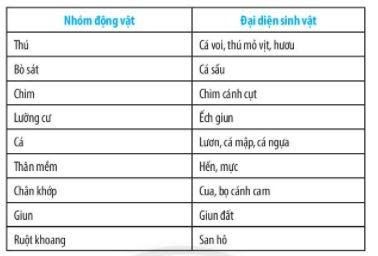 Nhóm động vật Đại diện sinh vật
Thú Cá voi, thú mỏ vịt, hươu
Bò sát Cá sấu
Chim Chim cánh cụt
Lưỡng cư Ếch giun
Cá Lươn, cá mập, cá ngựa
Thân mềm Hến, mực
Chân khớp Cua, bọ cánh cam
Giun Giun đất
Ruột khoang San hô